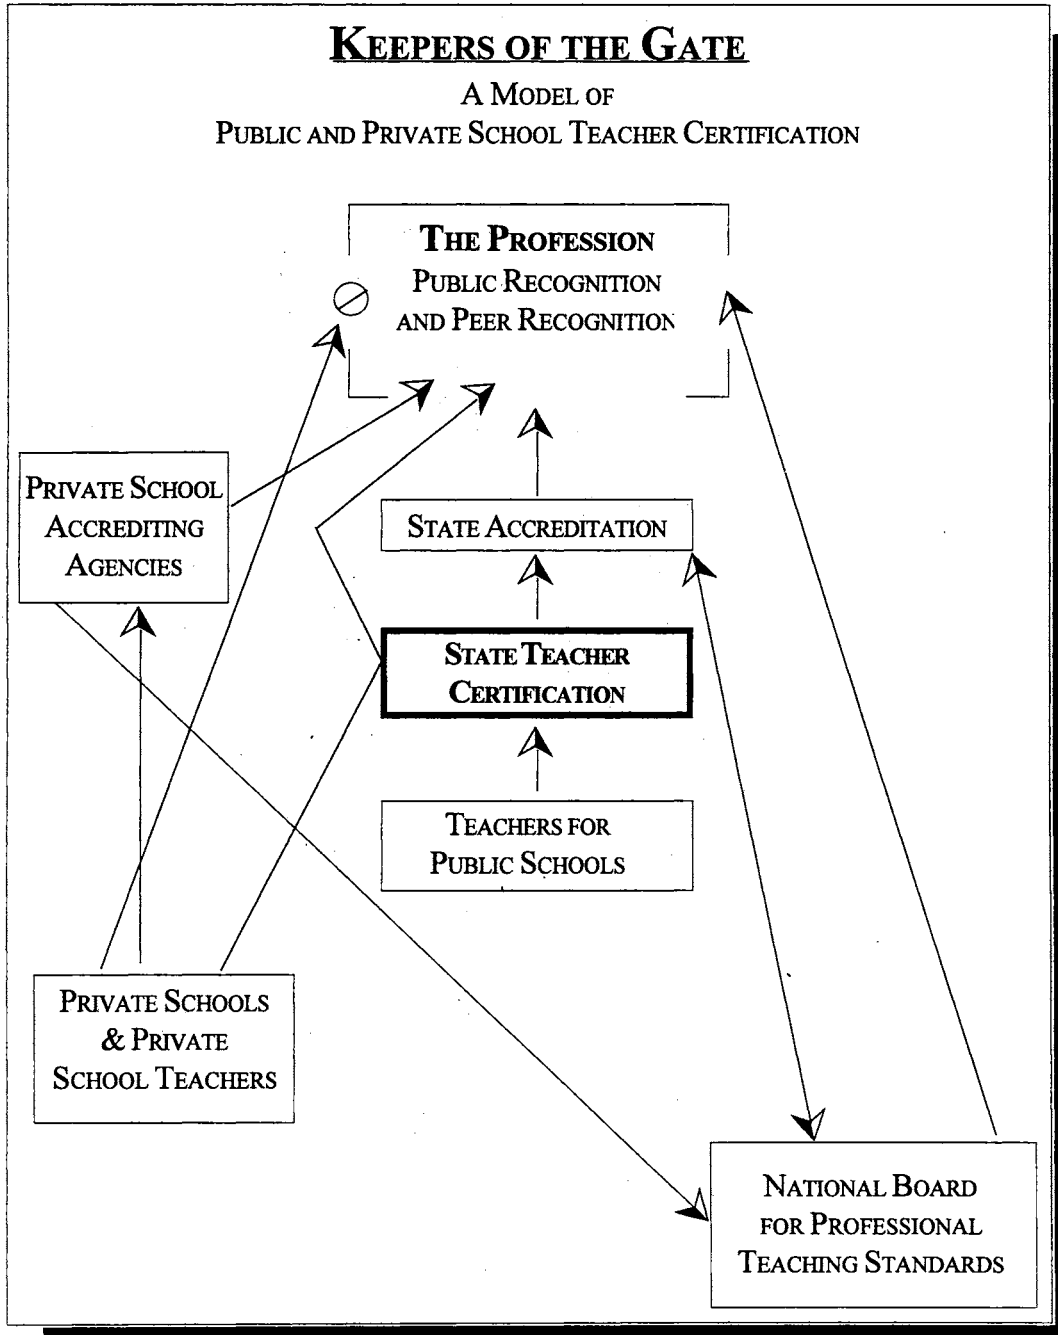 KEEPERS OF THE GATE
A MODEL OF
PUBLIC AND PRIVATE SCHOOL TEACHER CERTIFICATION
THE PROFESSION
PUBLIC RECOGNITION
AND PEER RECOGNITION
PRIVATE SCHOOL
ACCREDITING
AGENCIES
STATE ACCREDITATION
STATE TEACHER
CERTIFICATION
TEACHERS FOR
PUBLIC SCHOOLS
PRIVATE SCHOOLS
& PRIVATE
SCHOOL TEACHERS
NATIONAL BOARD
FOR PROFESSIONAL
TEACHING STANDARDS